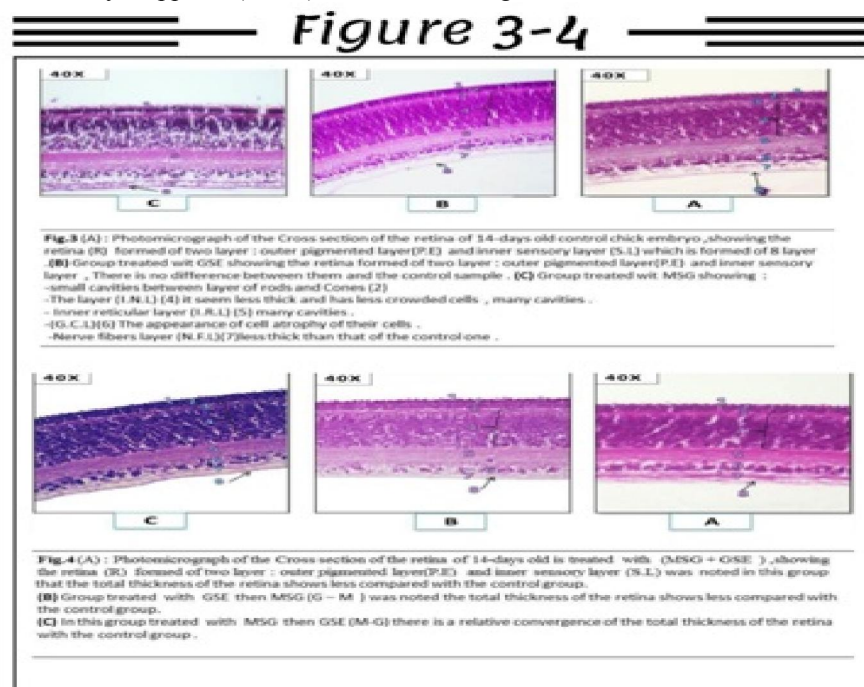 Figure 3-4
40X
40X
40X
C
B
A
Fig.3 (A) : Photomicrograph of the Cross section of the retina of 14-days old control chick embryo ,showing the
retina (R) formed of two layer : outer pigmented layer(P.E) and inner sensory layer (S.L) which is formed of 8 layer
.(B) Group treated wit GSE showing the retina formed of two layer : outer pigmented layer(P.E) and inner sensory
layer , There is no difference between them and the control sample . (C) Group treated wit MSG showing :
-small cavities between layer of rods and Cones (2)
-The layer (I.N.L) (4) it seem less thick and has less crowded cells , many cavities .
- Inner reticular layer (I.R.L) (5) many cavities .
-(G.C.L)(6) The appearance of cell atrophy of their cells .
-Nerve fibers layer (N.F.L)(7)less thick than that of the control one .
40X
40X
40X
C
B
A
Fig.4 (A) : Photomicrograph of the Cross section of the retina of 14-days old is treated with (MSG + GSE ) ,showing
the retina (R) formed of two layer : outer pigmented layer(P.E) and inner sensory layer (S.L) was noted in this group
that the total thickness of the retina shows less compared with the control group.
(B) Group treated with GSE then MSG (G – M ) was noted the total thickness of the retina shows less compared with
the control group.
(C) In this group treated with MSG then GSE (M-G) there is a relative convergence of the total thickness of the retina
with the control group .